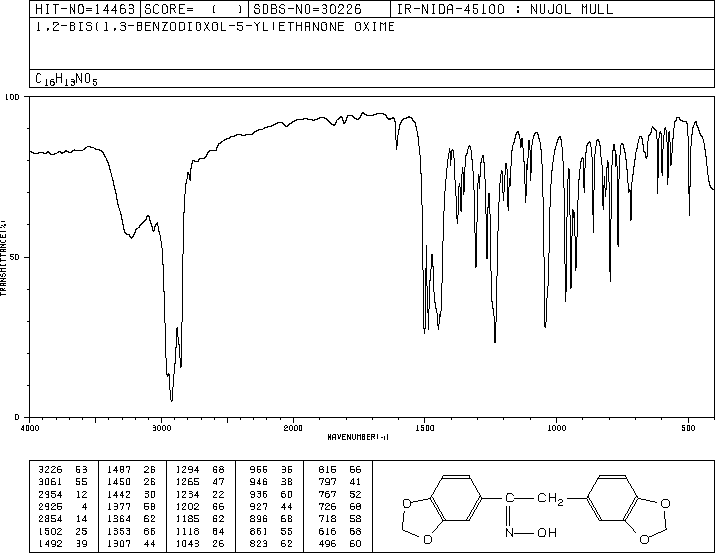 HIT-NO=14463 SCORE= ( ) SDBS-NO=30226 IR-NIDA-45100 : NUJOL MULL
1,2-BIS(1,3-BENZODIOXOL-5-YL)ETHANONE OXIME
C16H13NO5
100
50
0
TRANSMITTANCE(%)
4000 3000 2000 1500 1000 500
WAVENUMBER(-1)
3226 53 1487 26 1294 68 966 35 815 56
3061 55 1450 26 1265 47 946 38 797 41
2954 12 1442 30 1234 22 936 60 767 52
2925 4 1377 58 1202 66 927 44 726 68
2854 14 1364 62 1185 62 896 68 718 58
1502 25 1353 66 1118 64 861 55 616 68
1492 39 1307 44 1043 26 823 62 496 60
O C CH2 O
O N OH O